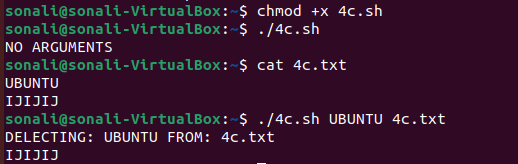 sonali@sonali-VirtualBox:~$ chmod +x 4c.sh
sonali@sonali-VirtualBox:~$ ./4c.sh
NO ARGUMENTS
sonali@sonali-VirtualBox:~$ cat 4c.txt
UBUNTU
IJIJIJ
sonali@sonali-VirtualBox:~$ ./4c.sh UBUNTU 4c.txt
DELECTING: UBUNTU FROM: 4c.txt
IJIJIJ